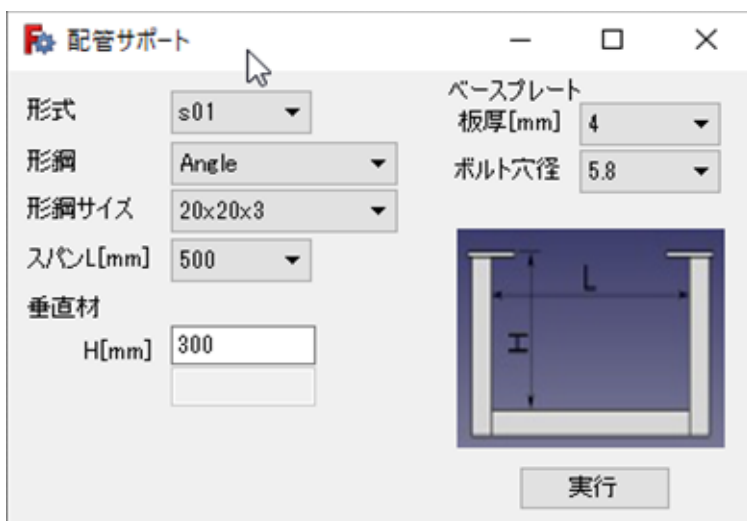 配管サポート
形式 s01
形鋼 Angle
形鋼サイズ 20x20x3
スパンL[mm] 500
垂直材
H[mm] 300
ベースプレート
板厚[mm] 4
ボルト穴径 5.8
L
H
実行